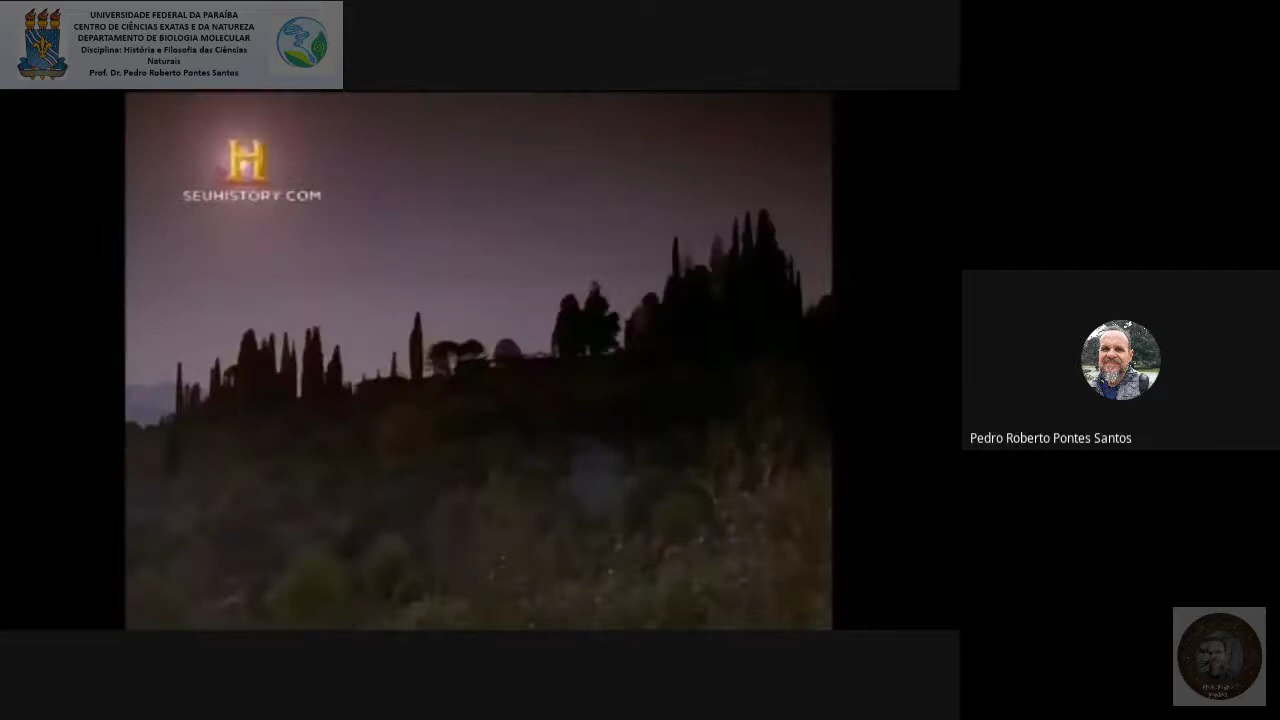 UNIVERSIDADE FEDERAL DA PARAÍBA
CENTRO DE CIÊNCIAS EXATAS E DA NATUREZA
DEPARTAMENTO DE BIOLOGIA MOLECULAR
Disciplina: História e Filosofia das Ciências
Naturais
Prof. Dr. Pedro Roberto Pontes Santos
H
SEUHISTORY.COM
Pedro Roberto Pontes Santos